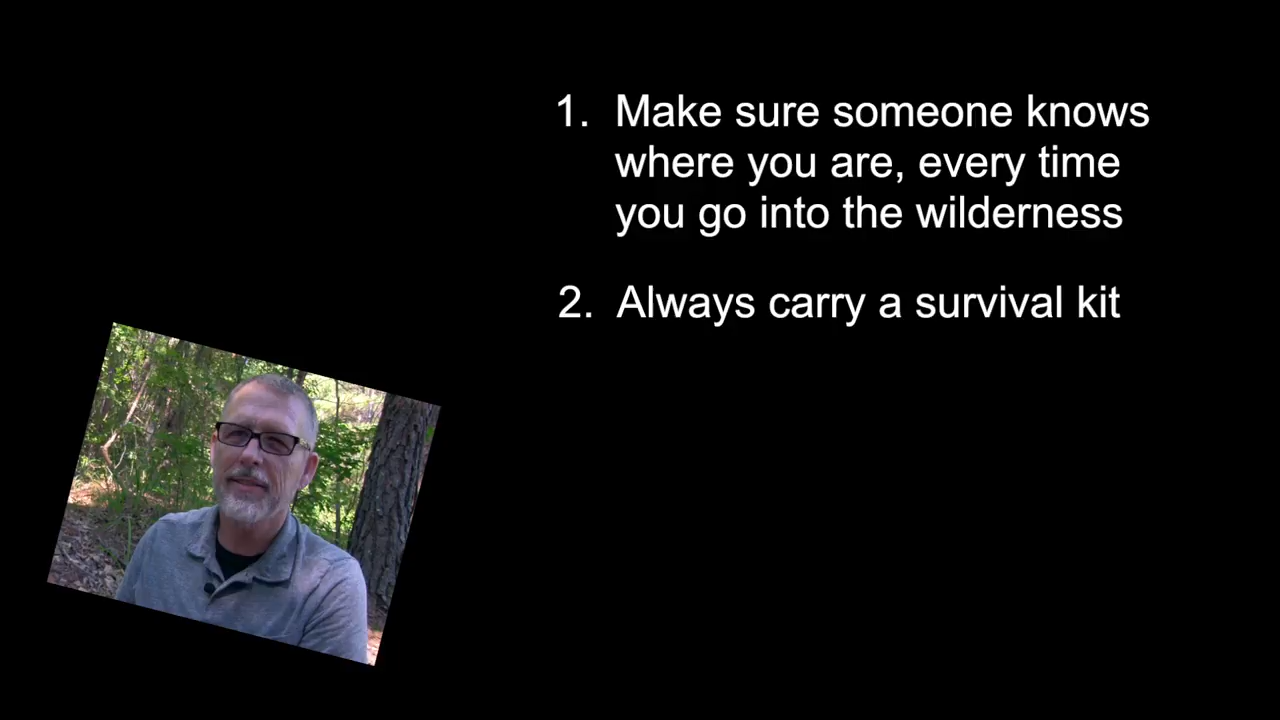 1. Make sure someone knows
where you are, every time
you go into the wilderness
2. Always carry a survival kit